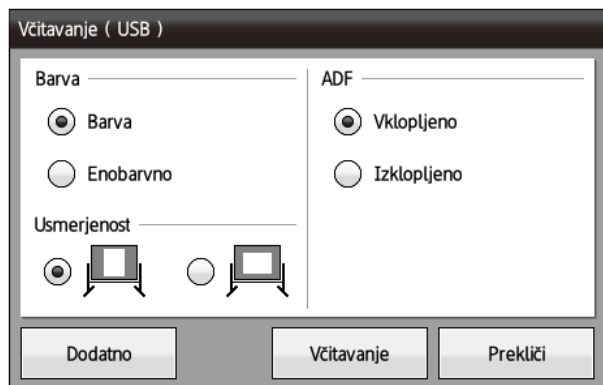 Včitavanje ( USB )
Barva
Barva
Enobarvno
Usmerjenost
ADF
Vklopljeno
Izklopljeno
Dodatno
Včitavanje
Prekliči